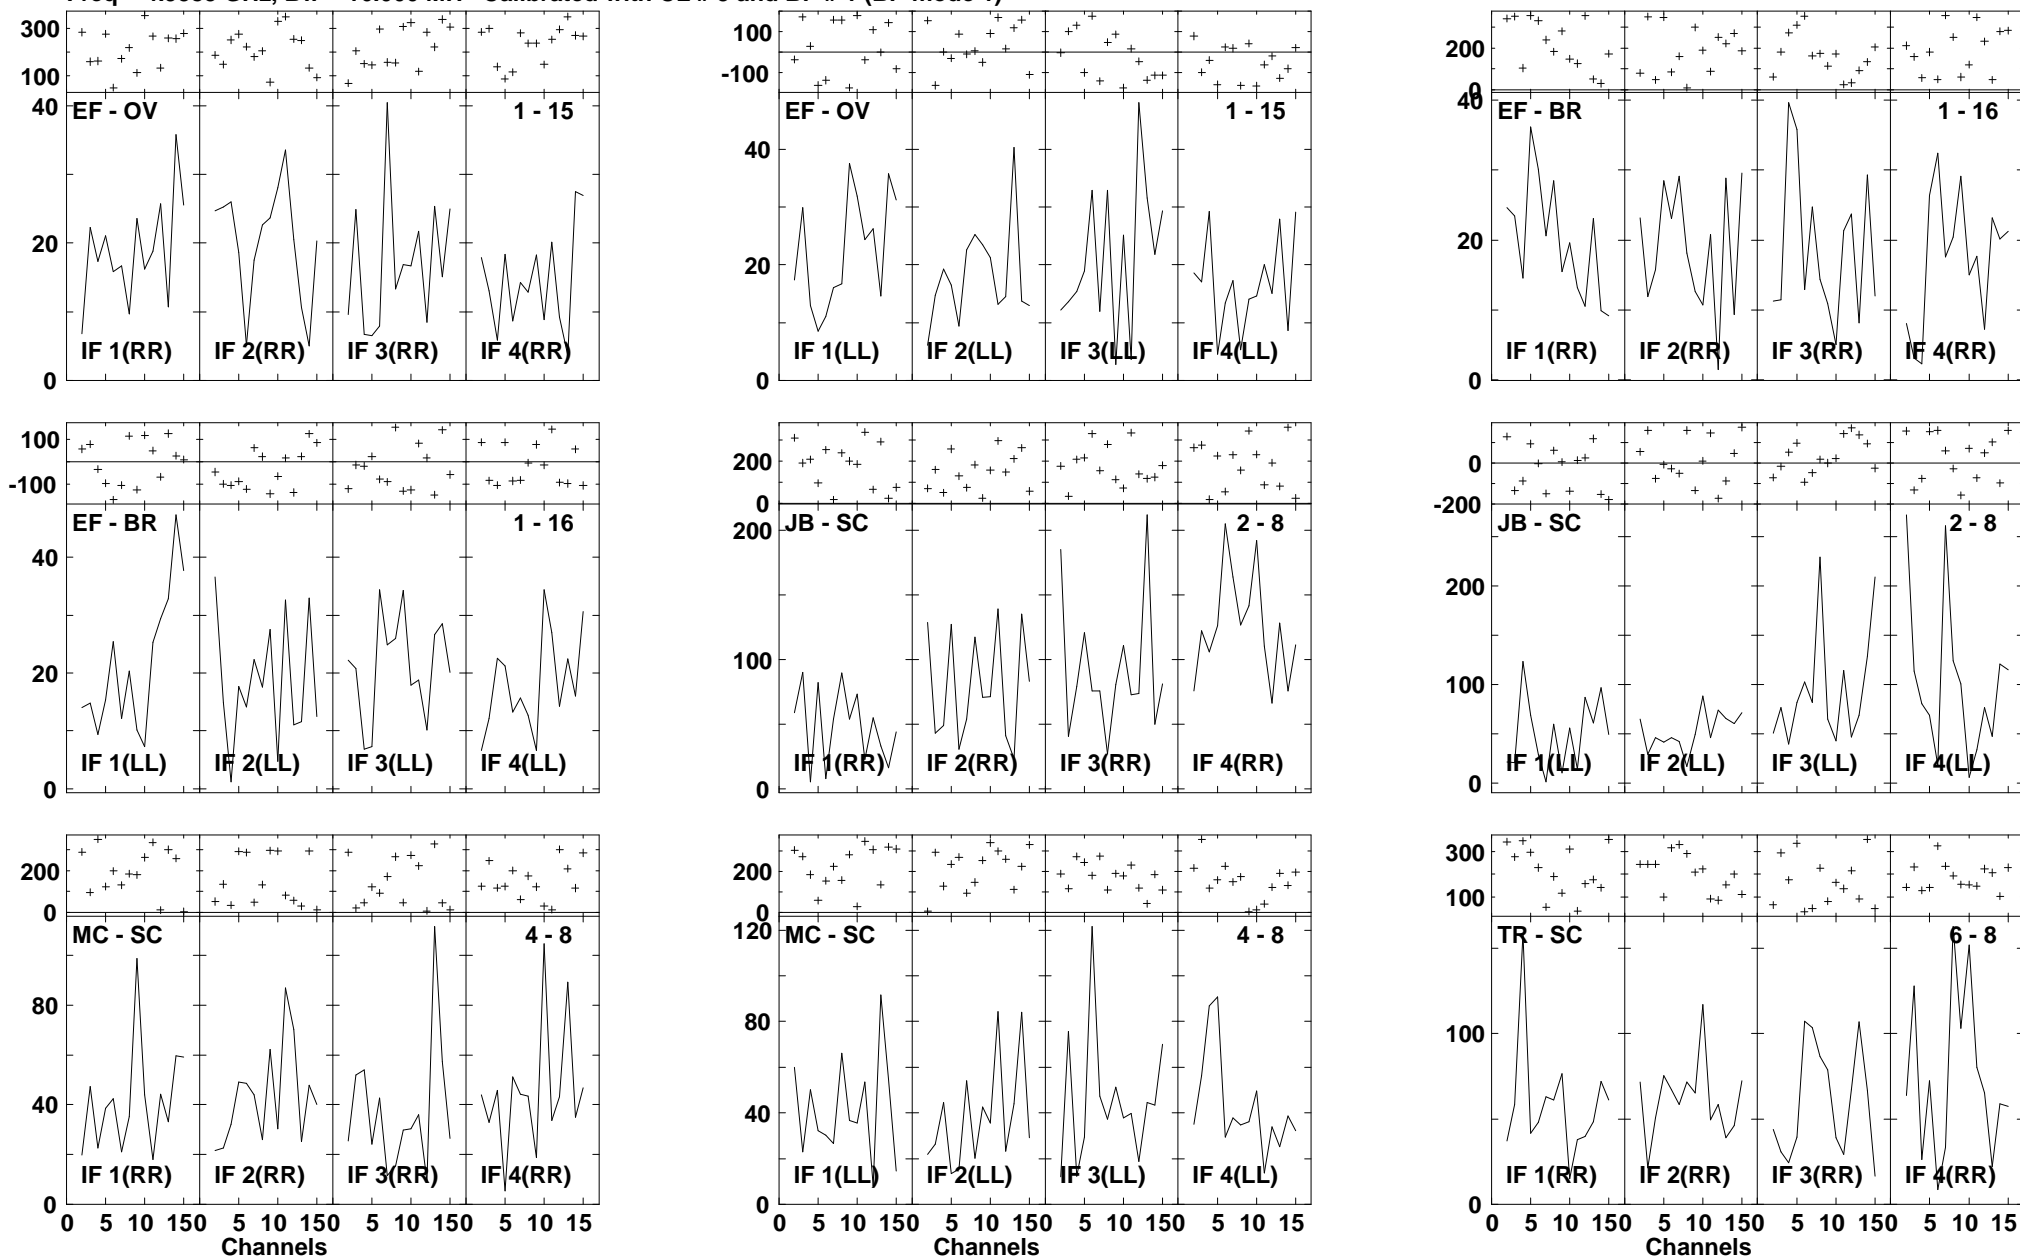 300
100
40
20
0
EF - OV 1 - 15
IF 1(RR) IF 2(RR) IF 3(RR) IF 4(RR)
100
-100
40
20
0
EF - OV 1 - 15
IF 1(LL) IF 2(LL) IF 3(LL) IF 4(LL)
200
0
40
20
0
EF - BR 1 - 16
IF 1(RR) IF 2(RR) IF 3(RR) IF 4(RR)
100
-100
40
20
0
EF - BR 1 - 16
IF 1(LL) IF 2(LL) IF 3(LL) IF 4(LL)
200
0
200
100
0
JB - SC 2 - 8
IF 1(RR) IF 2(RR) IF 3(RR) IF 4(RR)
0
-200
200
100
0
JB - SC 2 - 8
IF 1(LL) IF 2(LL) IF 3(LL) IF 4(LL)
200
0
80
40
0
MC - SC 4 - 8
IF 1(RR) IF 2(RR) IF 3(RR) IF 4(RR)
0 5 10 15 0 5 10 15 0 5 10 15 0 5 10 15
Channels
200
0
120
80
40
0
MC - SC 4 - 8
IF 1(LL) IF 2(LL) IF 3(LL) IF 4(LL)
0 5 10 15 0 5 10 15 0 5 10 15 0 5 10 15
Channels
300
100
100
0
TR - SC 6 - 8
IF 1(RR) IF 2(RR) IF 3(RR) IF 4(RR)
0 5 10 15 0 5 10 15 0 5 10 15 0 5 10 15
Channels